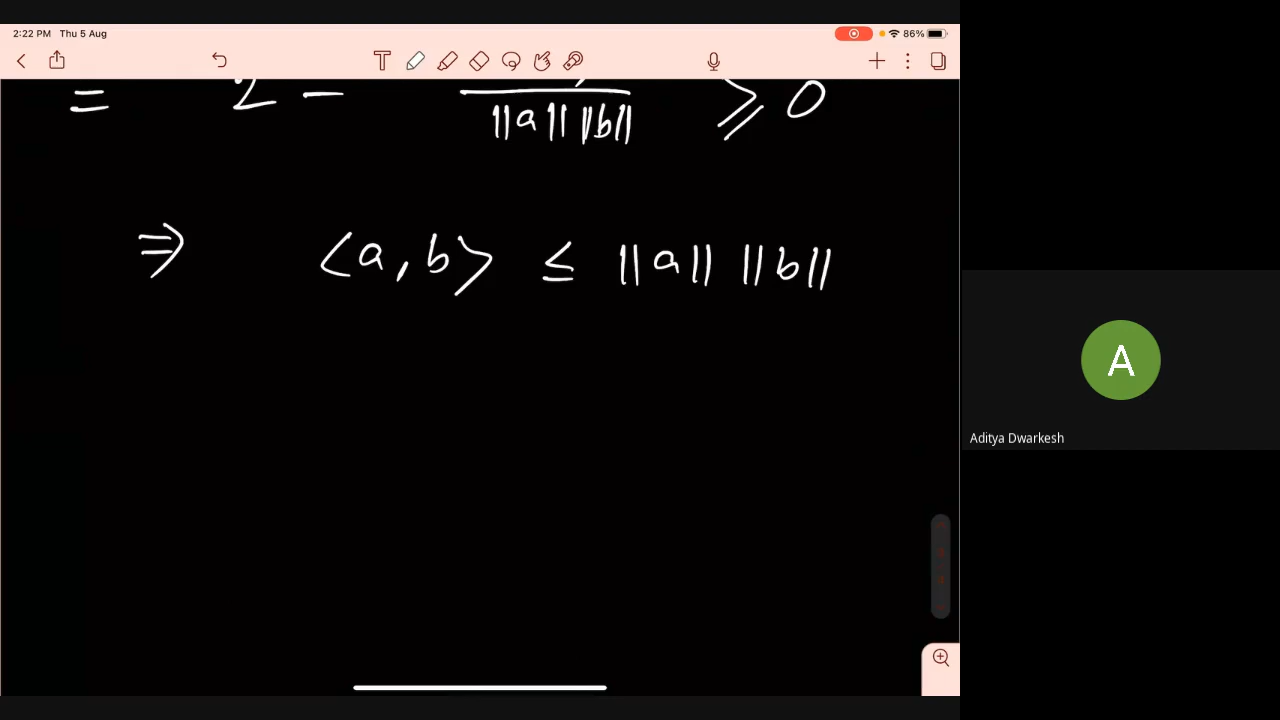 2:22 PM Thu 5 Aug 86%
= 2 - ‖a‖ ‖b‖ ⩾ 0
⇒ <a, b> ≤ ‖a‖ ‖b‖
A
Aditya Dwarkesh